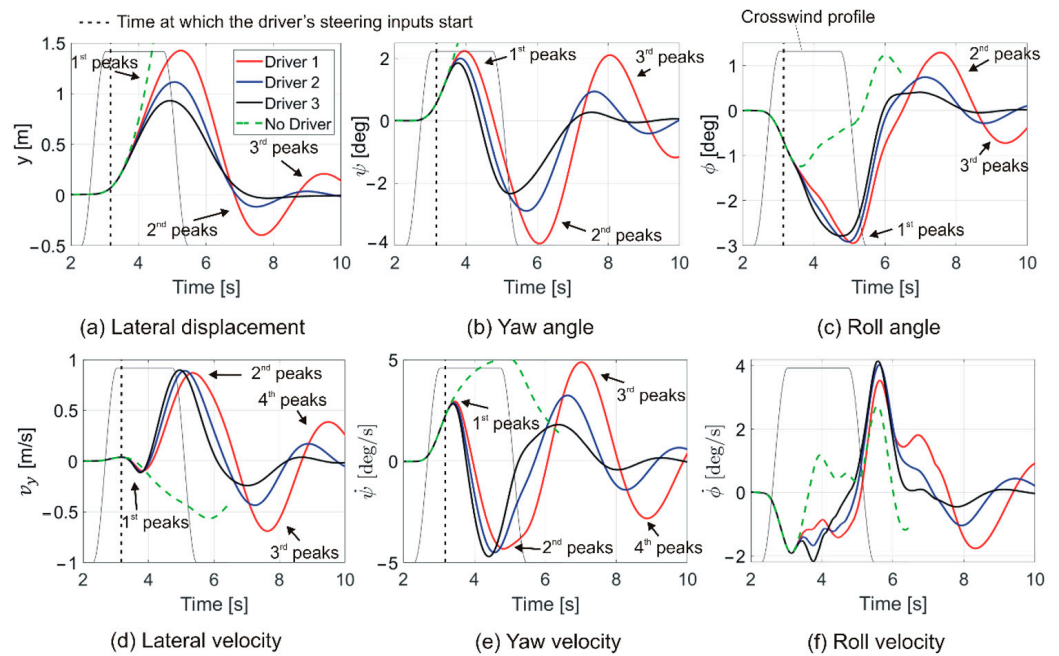 Time at which the driver's steering inputs start
Crosswind profile
1.5
1
0.5
0
−0.5
y [m]
1st peaks
Driver 1
Driver 2
Driver 3
No Driver
3rd peaks
2nd peaks
2 4 6 8 10
Time [s]
(a) Lateral displacement
2
0
−2
−4
ψ [deg]
1st peaks
3rd peaks
2nd peaks
2 4 6 8 10
Time [s]
(b) Yaw angle
1
0
−1
−2
−3
ϕ [deg]
2nd peaks
3rd peaks
1st peaks
2 4 6 8 10
Time [s]
(c) Roll angle
1
0.5
0
−0.5
−1
v_y [m/s]
2nd peaks
4th peaks
1st peaks
3rd peaks
2 4 6 8 10
Time [s]
(d) Lateral velocity
5
0
−5
ψ̇ [deg/s]
3rd peaks
1st peaks
2nd peaks
4th peaks
2 4 6 8 10
Time [s]
(e) Yaw velocity
4
2
0
−2
ϕ̇ [deg/s]
2 4 6 8 10
Time [s]
(f) Roll velocity